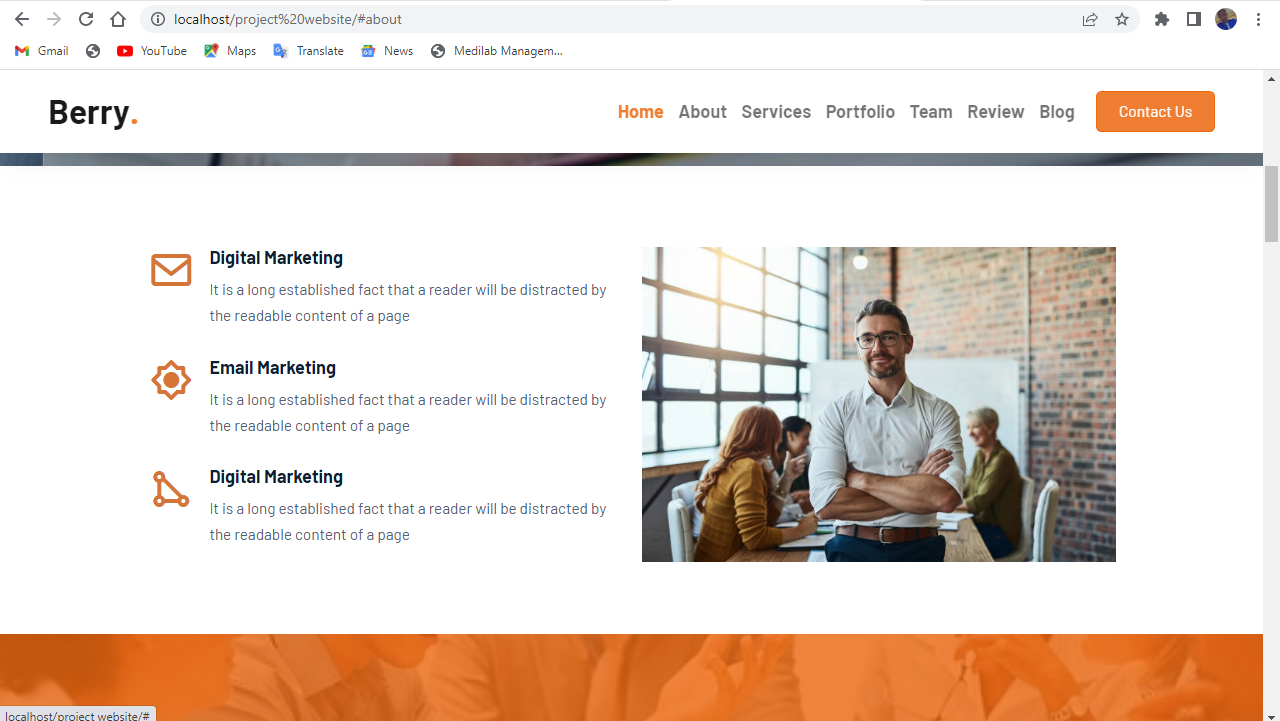 localhost/project%20website/#about
Gmail YouTube Maps Translate News Medilab Managem...
Berry. Home About Services Portfolio Team Review Blog Contact Us
Digital Marketing
It is a long established fact that a reader will be distracted by
the readable content of a page
Email Marketing
It is a long established fact that a reader will be distracted by
the readable content of a page
Digital Marketing
It is a long established fact that a reader will be distracted by
the readable content of a page
localhost/project website/#